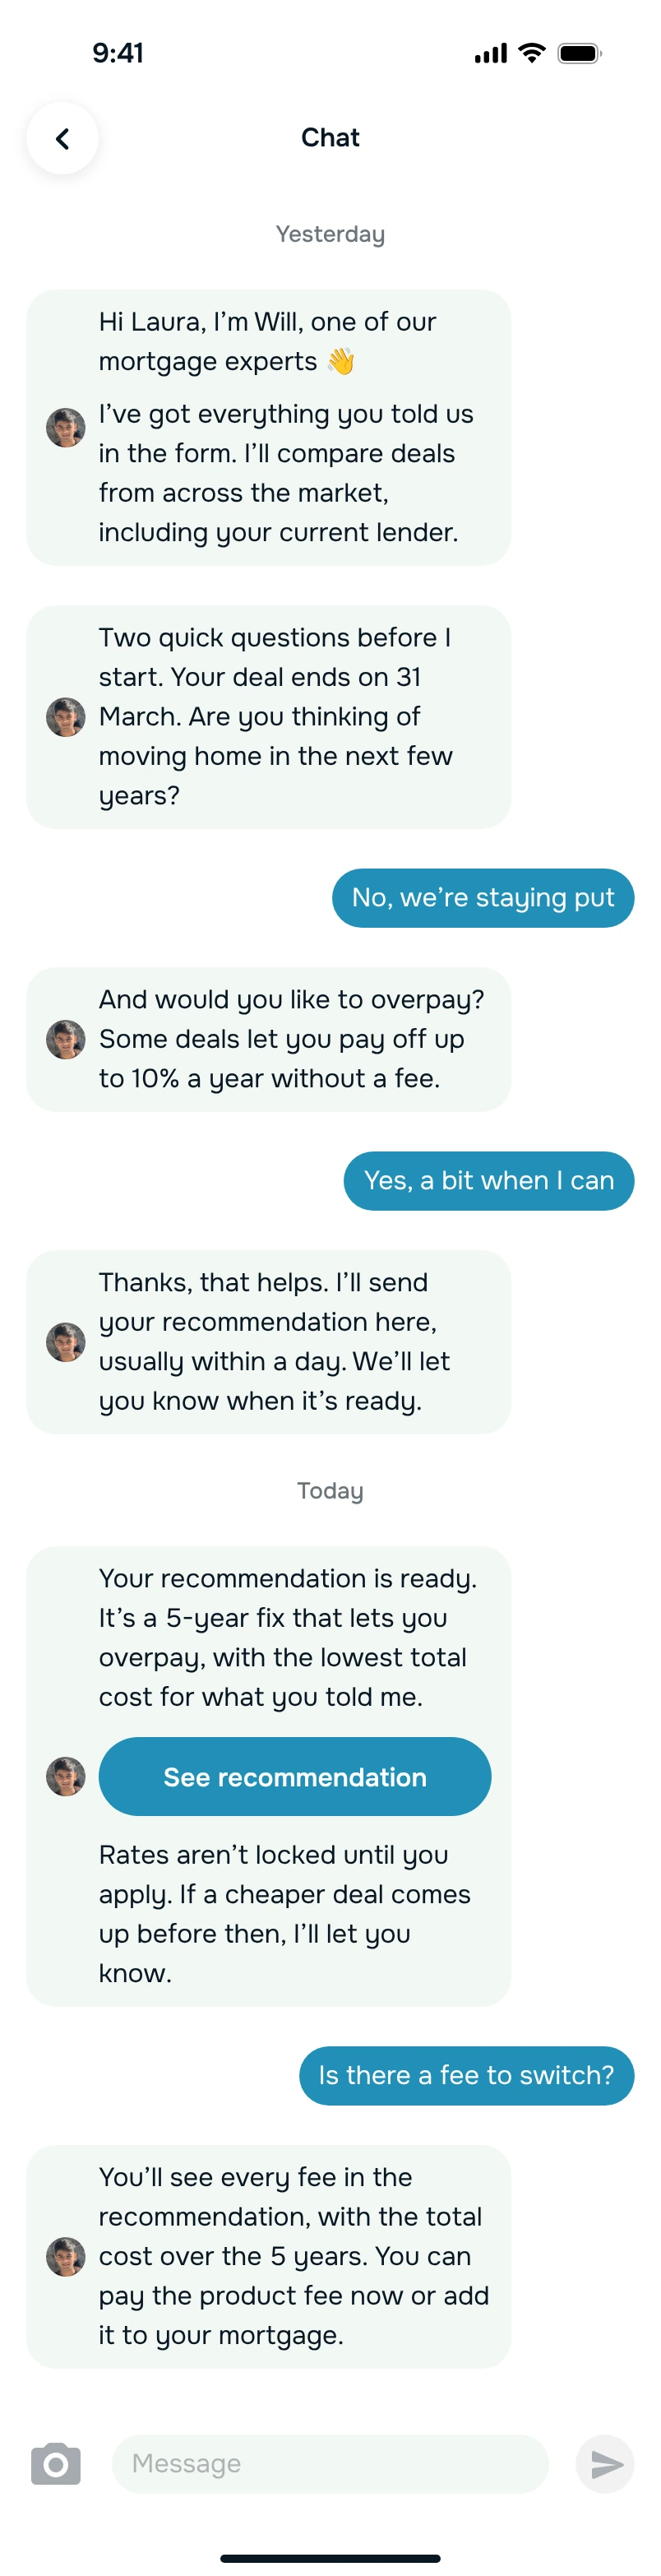 9:41
Chat
Yesterday
Hi Laura, I’m Will, one of our
mortgage experts 👋
I’ve got everything you told us
in the form. I’ll compare deals
from across the market,
including your current lender.
Two quick questions before I
start. Your deal ends on 31
March. Are you thinking of
moving home in the next few
years?
No, we’re staying put
And would you like to overpay?
Some deals let you pay off up
to 10% a year without a fee.
Yes, a bit when I can
Thanks, that helps. I’ll send
your recommendation here,
usually within a day. We’ll let
you know when it’s ready.
Today
Your recommendation is ready.
It’s a 5-year fix that lets you
overpay, with the lowest total
cost for what you told me.
See recommendation
Rates aren’t locked until you
apply. If a cheaper deal comes
up before then, I’ll let you
know.
Is there a fee to switch?
You’ll see every fee in the
recommendation, with the total
cost over the 5 years. You can
pay the product fee now or add
it to your mortgage.
Message